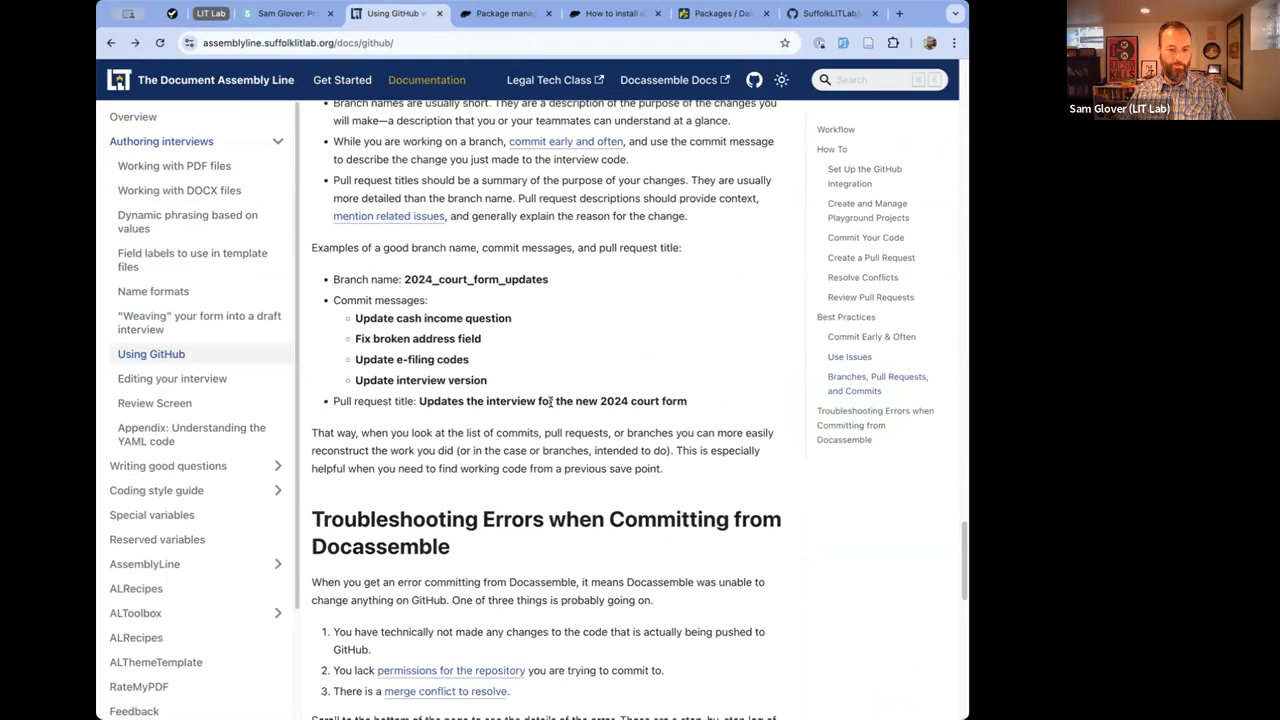 LIT Lab
Sam Glover: Pr
Using GitHub w
Package manag
How to install d
Packages / Dai
SuffolkLITLab/
assemblyline.suffolklitlab.org/docs/github/
The Document Assembly Line
Get Started
Documentation
Legal Tech Class
Docassemble Docs
Search
K
Sam Glover (LIT Lab)
Overview
Authoring interviews
Working with PDF files
Working with DOCX files
Dynamic phrasing based on
values
Field labels to use in template
files
Name formats
"Weaving" your form into a draft
interview
Using GitHub
Editing your interview
Review Screen
Appendix: Understanding the
YAML code
Writing good questions
Coding style guide
Special variables
Reserved variables
AssemblyLine
ALRecipes
ALToolbox
ALRecipes
ALThemeTemplate
RateMyPDF
Feedback
• Branch names are usually short. They are a description of the purpose of the changes you
will make—a description that you or your teammates can understand at a glance.
• While you are working on a branch, commit early and often, and use the commit message
to describe the change you just made to the interview code.
• Pull request titles should be a summary of the purpose of your changes. They are usually
more detailed than the branch name. Pull request descriptions should provide context,
mention related issues, and generally explain the reason for the change.
Examples of a good branch name, commit messages, and pull request title:
• Branch name: 2024_court_form_updates
• Commit messages:
◦ Update cash income question
◦ Fix broken address field
◦ Update e-filing codes
◦ Update interview version
• Pull request title: Updates the interview for the new 2024 court form
That way, when you look at the list of commits, pull requests, or branches you can more easily
reconstruct the work you did (or in the case or branches, intended to do). This is especially
helpful when you need to find working code from a previous save point.
Troubleshooting Errors when Committing from
Docassemble
When you get an error committing from Docassemble, it means Docassemble was unable to
change anything on GitHub. One of three things is probably going on.
1. You have technically not made any changes to the code that is actually being pushed to
GitHub.
2. You lack permissions for the repository you are trying to commit to.
3. There is a merge conflict to resolve.
Workflow
How To
Set Up the GitHub
Integration
Create and Manage
Playground Projects
Commit Your Code
Create a Pull Request
Resolve Conflicts
Review Pull Requests
Best Practices
Commit Early & Often
Use Issues
Branches, Pull Requests,
and Commits
Troubleshooting Errors when
Committing from
Docassemble